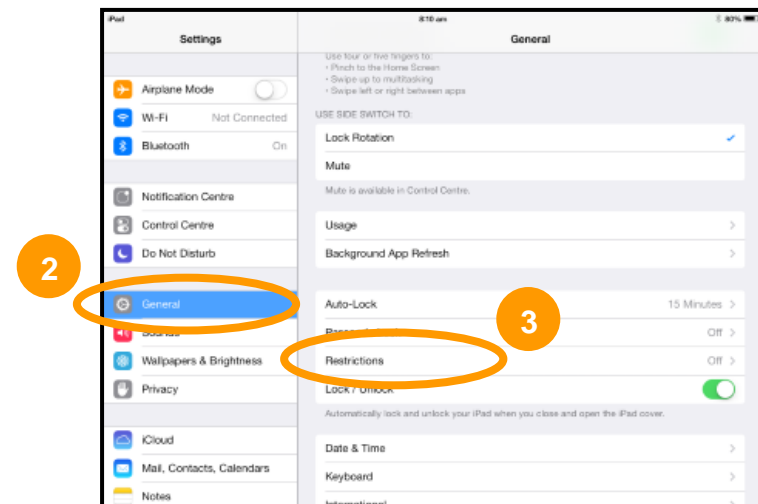 iPad
8:10 am
80%
Settings
General
Use four or five fingers to:
• Pinch to the Home Screen
• Swipe up to multitasking
• Swipe left or right between apps
Airplane Mode
Wi-Fi Not Connected
Bluetooth On
Notification Centre
Control Centre
Do Not Disturb
2
General
Sounds
Wallpapers & Brightness
Privacy
iCloud
Mail, Contacts, Calendars
Notes
USE SIDE SWITCH TO:
Lock Rotation
Mute
Mute is available in Control Centre.
Usage
Background App Refresh
3
Auto-Lock 15 Minutes
Off
Restrictions Off
Lock / Unlock
Automatically lock and unlock your iPad when you close and open the iPad cover.
Date & Time
Keyboard
International